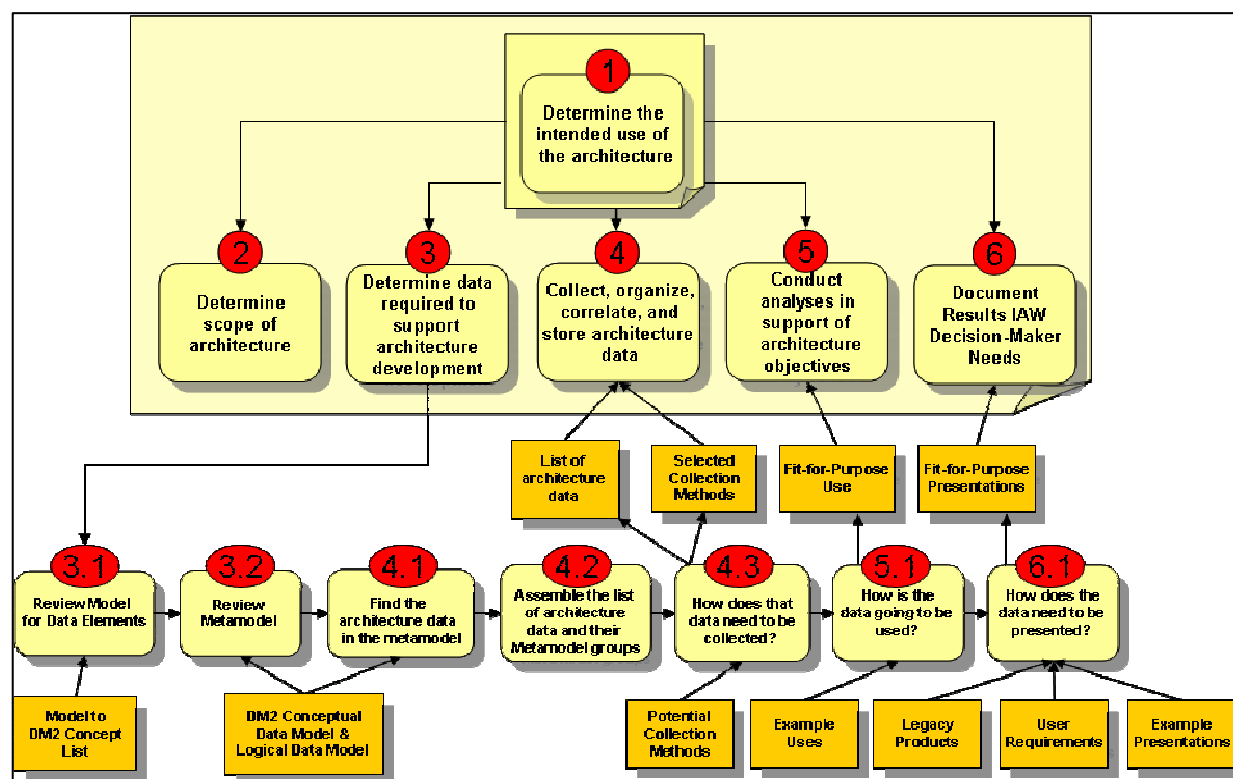 1
Determine the
intended use of
the architecture
2
Determine
scope of
architecture
3
Determine data
required to
support
architecture
development
4
Collect, organize,
correlate, and
store architecture
data
5
Conduct
analyses in
support of
architecture
objectives
6
Document
Results IAW
Decision-Maker
Needs
List of
architecture
data
Selected
Collection
Methods
Fit-for-Purpose
Use
Fit-for-Purpose
Presentations
3.1
Review Model
for Data Elements
3.2
Review
Metamodel
4.1
Find the
architecture data
in the metamodel
4.2
Assemble the list
of architecture
data and their
Metamodel groups
4.3
How does that
data need to be
collected?
5.1
How is the
data going to be
used?
6.1
How does the
data need to be
presented?
Model to
DM2 Concept
List
DM2 Conceptual
Data Model &
Logical Data Model
Potential
Collection
Methods
Example
Uses
Legacy
Products
User
Requirements
Example
Presentations